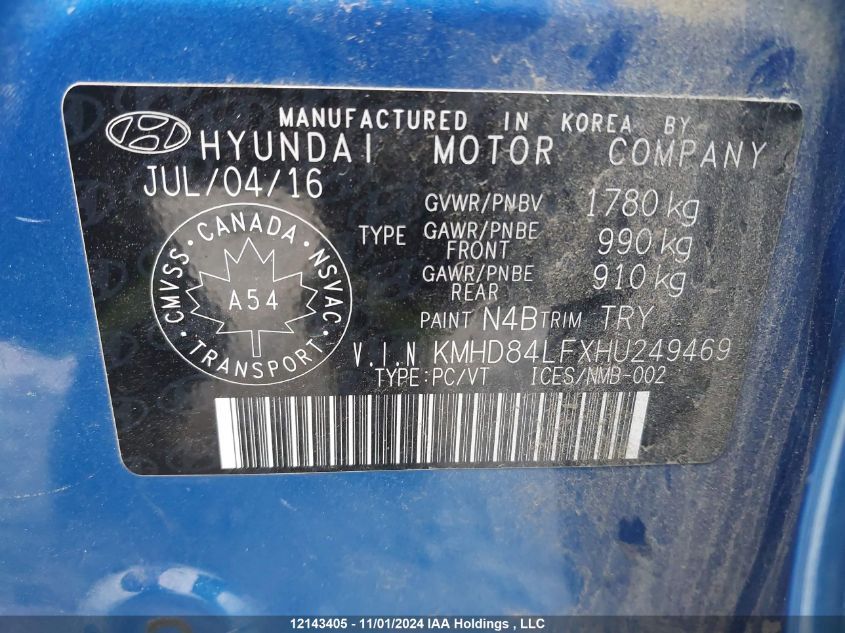 MANUFACTURED IN KOREA BY
HYUNDAI MOTOR COMPANY
JUL/04/16
GVWR/PNBV 1780 kg
TYPE GAWR/PNBE FRONT 990 kg
GAWR/PNBE REAR 910 kg
CMVSS · CANADA · NSVAC
A54
· TRANSPORT ·
PAINT N4B TRIM TRY
V.I.N KMHD84LFXHU249469
TYPE:PC/VT ICES/NMB-002
12143405 - 11/01/2024 IAA Holdings , LLC